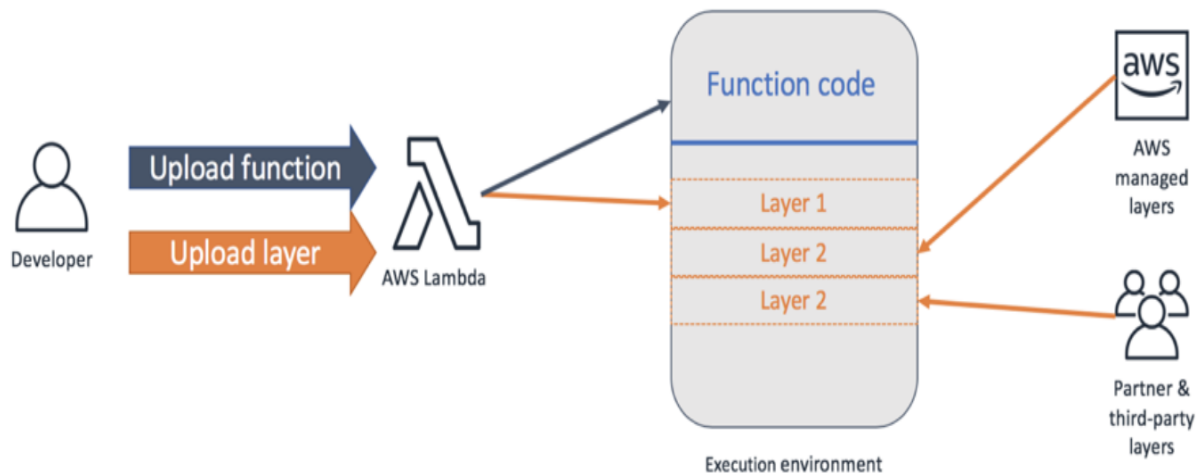 Developer
Upload function
Upload layer
AWS Lambda
Function code
Layer 1
Layer 2
Layer 2
Execution environment
aws
AWS
managed
layers
Partner &
third-party
layers